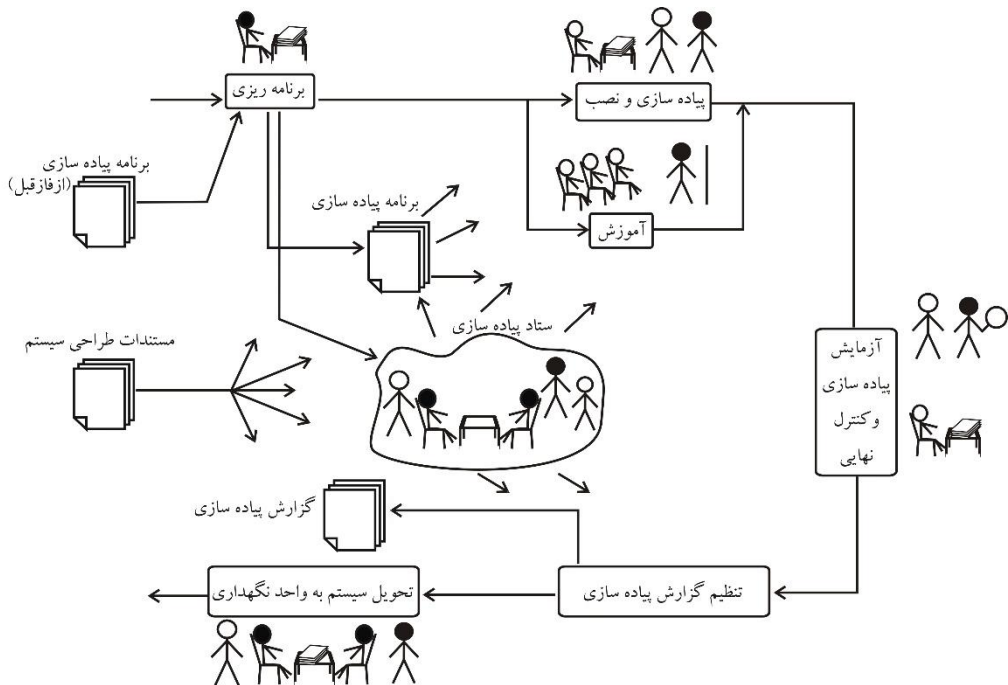 برنامه ریزی
پیاده سازی و نصب
برنامه پیاده سازی
(ازفازقبل)
برنامه پیاده سازی
آموزش
ستاد پیاده سازی
مستندات طراحی سیستم
آزمایش
پیاده سازی
وکنترل
نهایی
گزارش پیاده سازی
تنظیم گزارش پیاده سازی
تحویل سیستم به واحد نگهداری